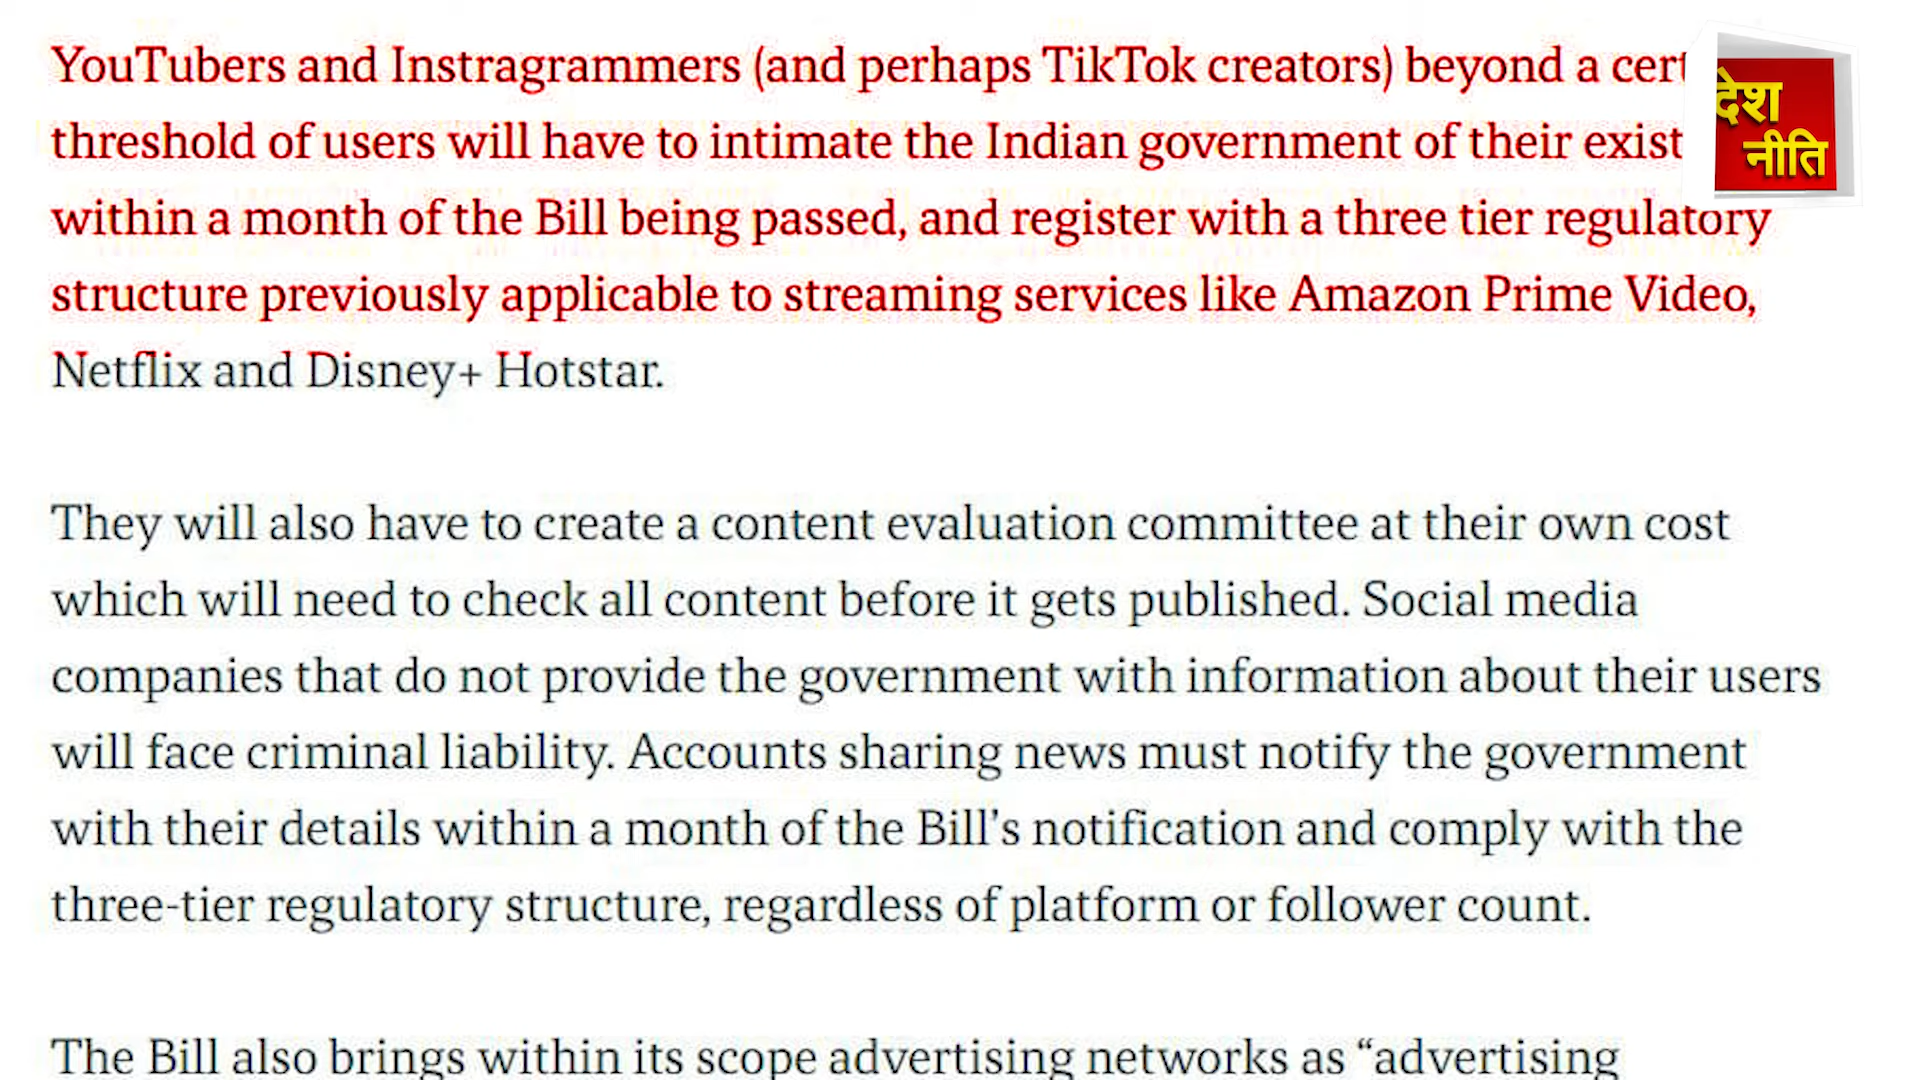 YouTubers and Instragrammers (and perhaps TikTok creators) beyond a cert
threshold of users will have to intimate the Indian government of their exist
within a month of the Bill being passed, and register with a three tier regulatory
structure previously applicable to streaming services like Amazon Prime Video,
Netflix and Disney+ Hotstar.
They will also have to create a content evaluation committee at their own cost
which will need to check all content before it gets published. Social media
companies that do not provide the government with information about their users
will face criminal liability. Accounts sharing news must notify the government
with their details within a month of the Bill’s notification and comply with the
three-tier regulatory structure, regardless of platform or follower count.
The Bill also brings within its scope advertising networks as “advertising
देश
नीति